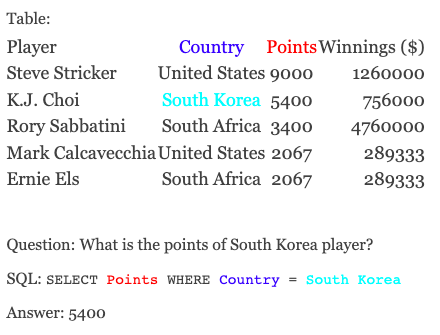 Table:
Player Country Points Winnings ($)
Steve Stricker United States 9000 1260000
K.J. Choi South Korea 5400 756000
Rory Sabbatini South Africa 3400 4760000
Mark Calcavecchia United States 2067 289333
Ernie Els South Africa 2067 289333
Question: What is the points of South Korea player?
SQL: SELECT Points WHERE Country = South Korea
Answer: 5400